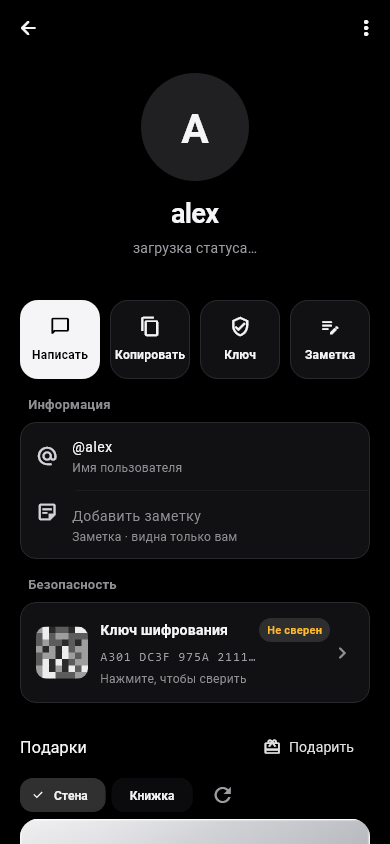 A
alex
загрузка статуса...
Написать
Копировать
Ключ
Заметка
Информация
@alex
Имя пользователя
Добавить заметку
Заметка · видна только вам
Безопасность
Ключ шифрования
Не сверен
A301 DC3F 975A 2111…
Нажмите, чтобы сверить
Подарки
Подарить
Стена
Книжка